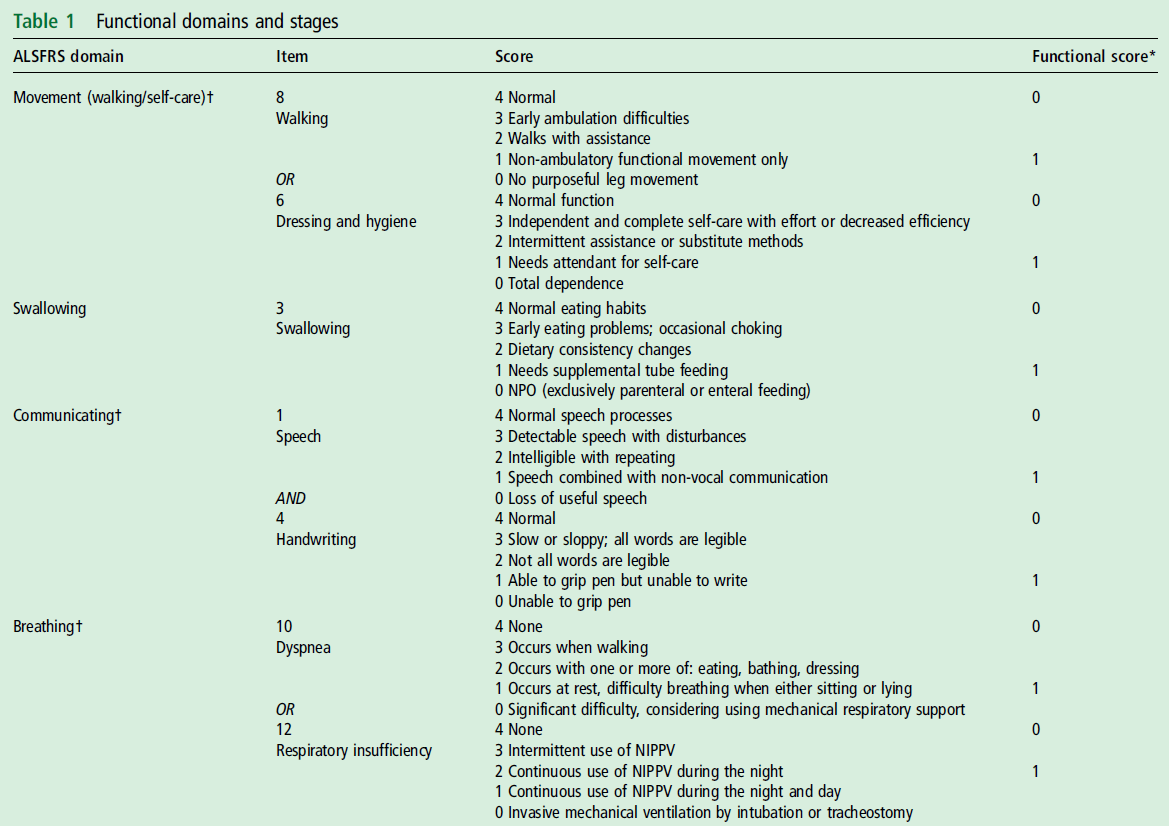 Table 1 Functional domains and stages
ALSFRS domain Item Score Functional score*
Movement (walking/self-care)† 8 4 Normal 0
Walking 3 Early ambulation difficulties
2 Walks with assistance
1 Non-ambulatory functional movement only 1
OR 0 No purposeful leg movement
6 4 Normal function 0
Dressing and hygiene 3 Independent and complete self-care with effort or decreased efficiency
2 Intermittent assistance or substitute methods
1 Needs attendant for self-care 1
0 Total dependence
Swallowing 3 4 Normal eating habits 0
Swallowing 3 Early eating problems; occasional choking
2 Dietary consistency changes
1 Needs supplemental tube feeding 1
0 NPO (exclusively parenteral or enteral feeding)
Communicating† 1 4 Normal speech processes 0
Speech 3 Detectable speech with disturbances
2 Intelligible with repeating
1 Speech combined with non-vocal communication 1
AND 0 Loss of useful speech
4 4 Normal 0
Handwriting 3 Slow or sloppy; all words are legible
2 Not all words are legible
1 Able to grip pen but unable to write 1
0 Unable to grip pen
Breathing† 10 4 None 0
Dyspnea 3 Occurs when walking
2 Occurs with one or more of: eating, bathing, dressing
1 Occurs at rest, difficulty breathing when either sitting or lying 1
OR 0 Significant difficulty, considering using mechanical respiratory support
12 4 None 0
Respiratory insufficiency 3 Intermittent use of NIPPV
2 Continuous use of NIPPV during the night 1
1 Continuous use of NIPPV during the night and day
0 Invasive mechanical ventilation by intubation or tracheostomy